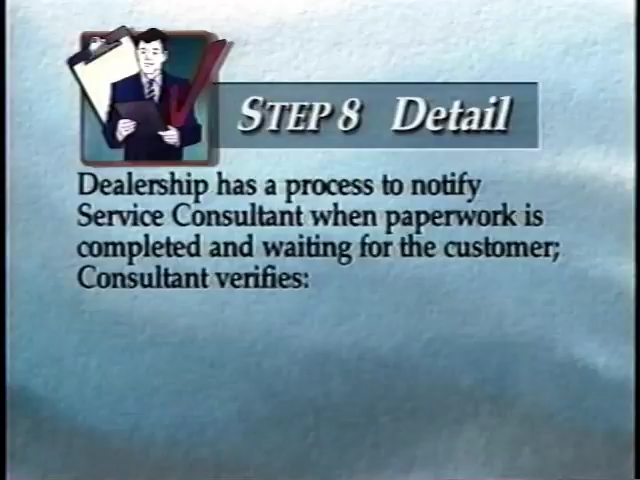 STEP 8 Detail
Dealership has a process to notify
Service Consultant when paperwork is
completed and waiting for the customer;
Consultant verifies: